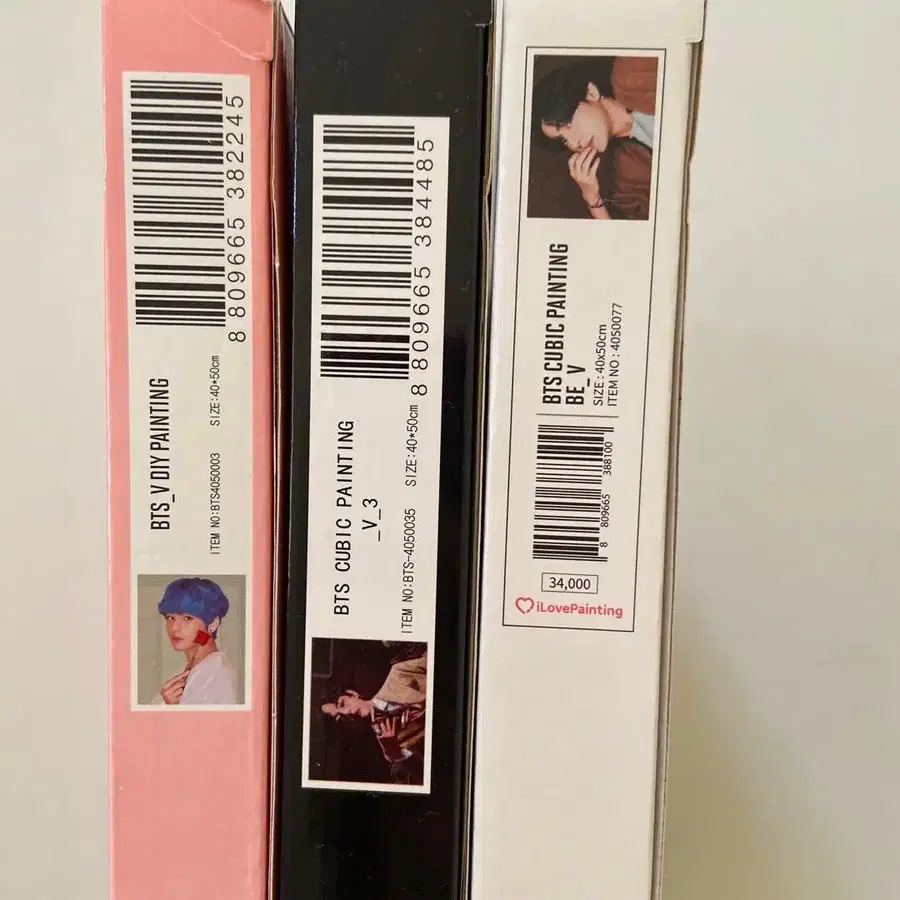 8 809665 382245
BTS_V DIY PAINTING
ITEM NO:BTS4050003 SIZE:40*50cm
8 809665 384485
BTS CUBIC PAINTING
_V_3
ITEM NO:BTS-4050035 SIZE:40*50cm
BTS CUBIC PAINTING
BE_V
SIZE : 40x50cm
ITEM NO : 4050077
8 809665 388100
34,000
iLovePainting